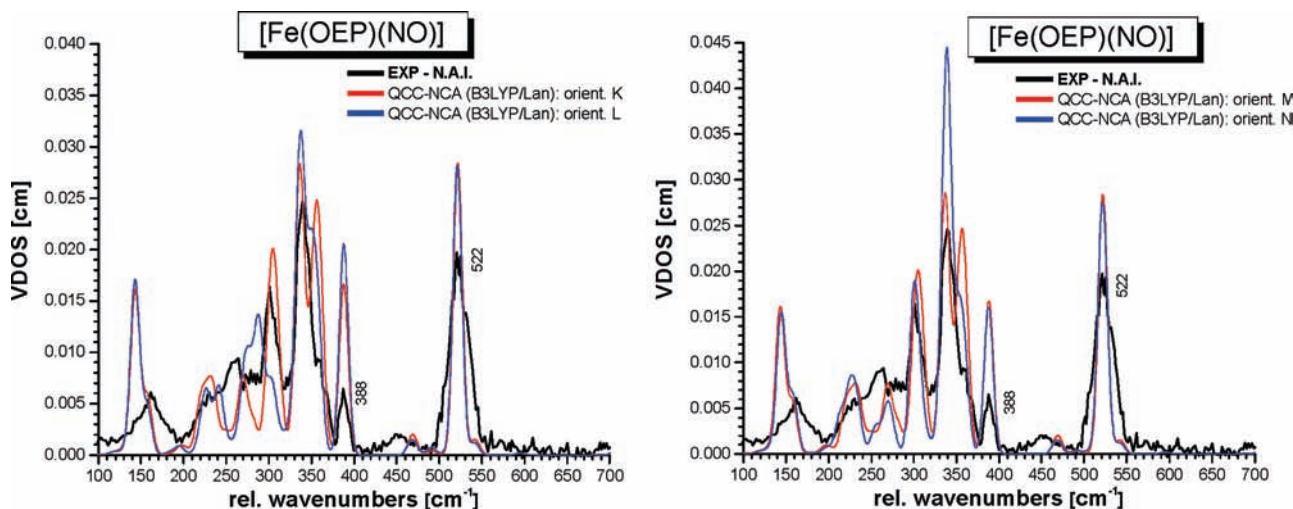 [Fe(OEP)(NO)]
EXP - N.A.I.
QCC-NCA (B3LYP/Lan): orient. K
QCC-NCA (B3LYP/Lan): orient. L
0.040
0.035
0.030
0.025
0.020
0.015
0.010
0.005
0.000
VDOS [cm]
388
522
100 150 200 250 300 350 400 450 500 550 600 650 700
rel. wavenumbers [cm-1]
[Fe(OEP)(NO)]
EXP - N.A.I.
QCC-NCA (B3LYP/Lan): orient. M
QCC-NCA (B3LYP/Lan): orient. N
0.045
0.040
0.035
0.030
0.025
0.020
0.015
0.010
0.005
0.000
VDOS [cm]
388
522
100 150 200 250 300 350 400 450 500 550 600 650 700
rel. wavenumbers [cm-1]